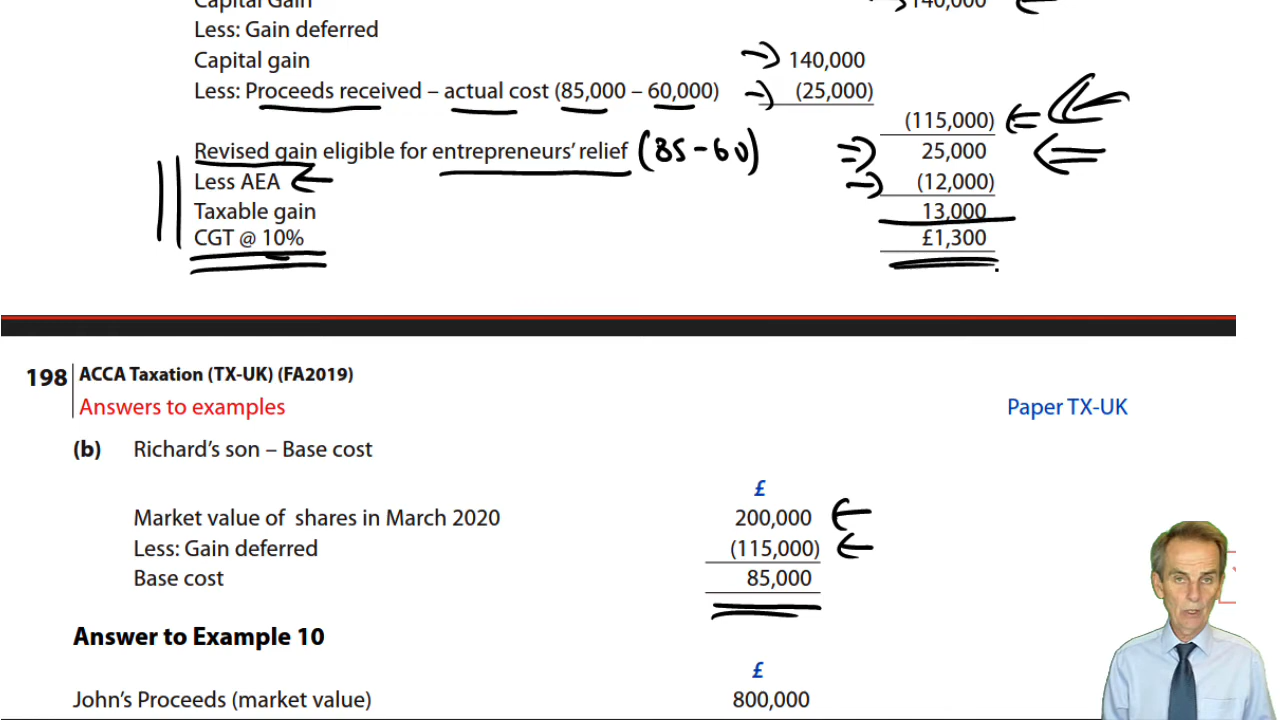 Capital Gain 140,000
Less: Gain deferred
Capital gain 140,000
Less: Proceeds received – actual cost (85,000 – 60,000) (25,000)
(115,000)
Revised gain eligible for entrepreneurs' relief (85-60) 25,000
Less AEA (12,000)
Taxable gain 13,000
CGT @ 10% £1,300
198 ACCA Taxation (TX-UK) (FA2019)
Answers to examples Paper TX-UK
(b) Richard's son – Base cost
£
Market value of shares in March 2020 200,000
Less: Gain deferred (115,000)
Base cost 85,000
Answer to Example 10
£
John's Proceeds (market value) 800,000